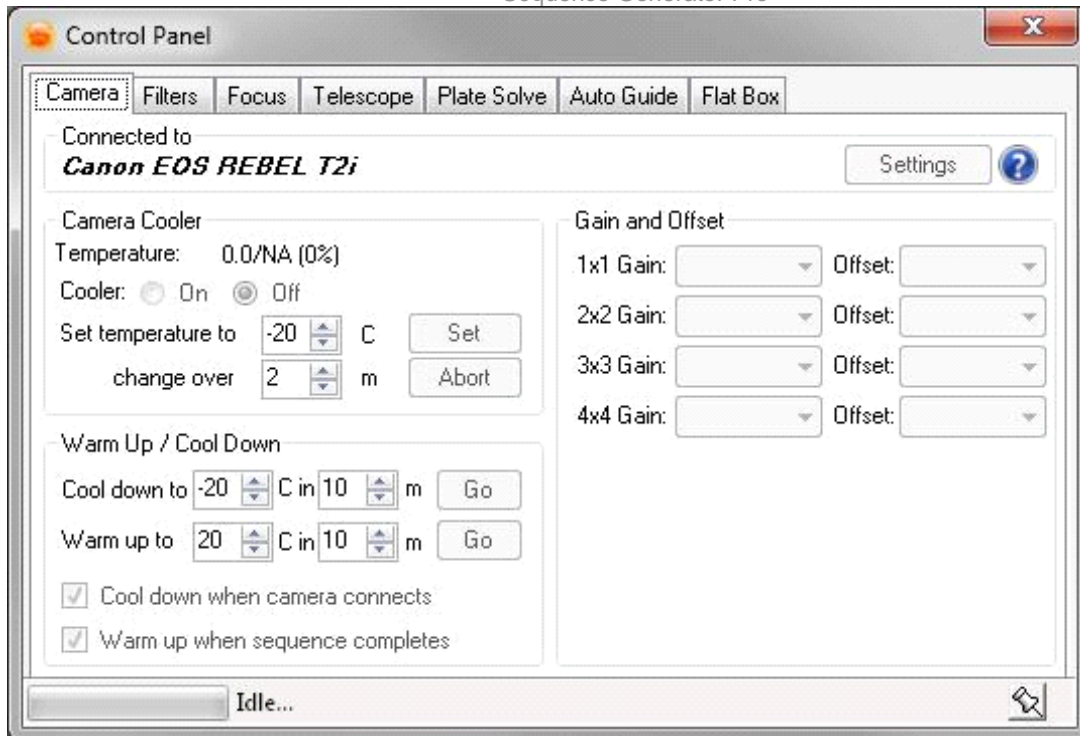 Sequence Generator Pro
Control Panel
Camera Filters Focus Telescope Plate Solve Auto Guide Flat Box
Connected to
Canon EOS REBEL T2i
Settings
Camera Cooler
Temperature: 0.0/NA (0%)
Cooler: On Off
Set temperature to -20 C Set
change over 2 m Abort
Warm Up / Cool Down
Cool down to -20 C in 10 m Go
Warm up to 20 C in 10 m Go
Cool down when camera connects
Warm up when sequence completes
Gain and Offset
1x1 Gain: Offset:
2x2 Gain: Offset:
3x3 Gain: Offset:
4x4 Gain: Offset:
Idle...